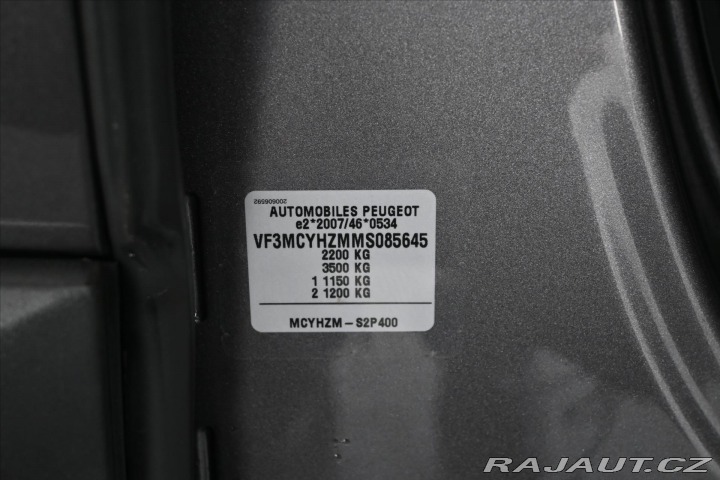 200606592
AUTOMOBILES PEUGEOT
e2*2007/46*0534
VF3MCYHZMMS085645
2200 KG
3500 KG
1 1150 KG
2 1200 KG
MCYHZM-S2P400
RAJAUT.CZ